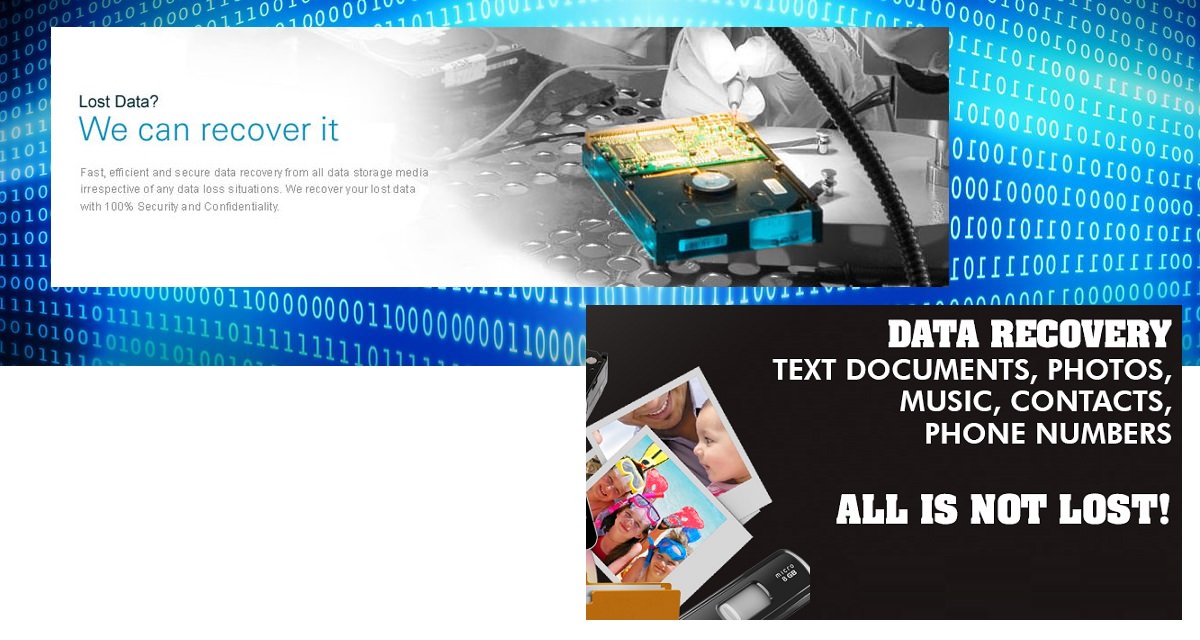 Lost Data?
We can recover it
Fast, efficient and secure data recovery from all data storage media
irrespective of any data loss situations. We recover your lost data
with 100% Security and Confidentiality.
DATA RECOVERY
TEXT DOCUMENTS, PHOTOS,
MUSIC, CONTACTS,
PHONE NUMBERS
ALL IS NOT LOST!
micro
8 GB